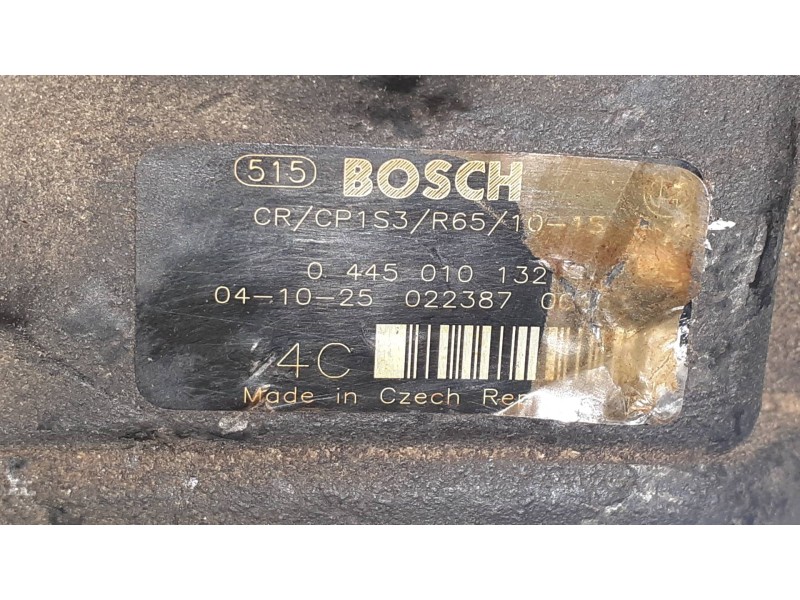 515 BOSCH
CR/CP1S3/R65/10-1S
0 445 010 132
04-10-25 022387
4C
Made in Czech